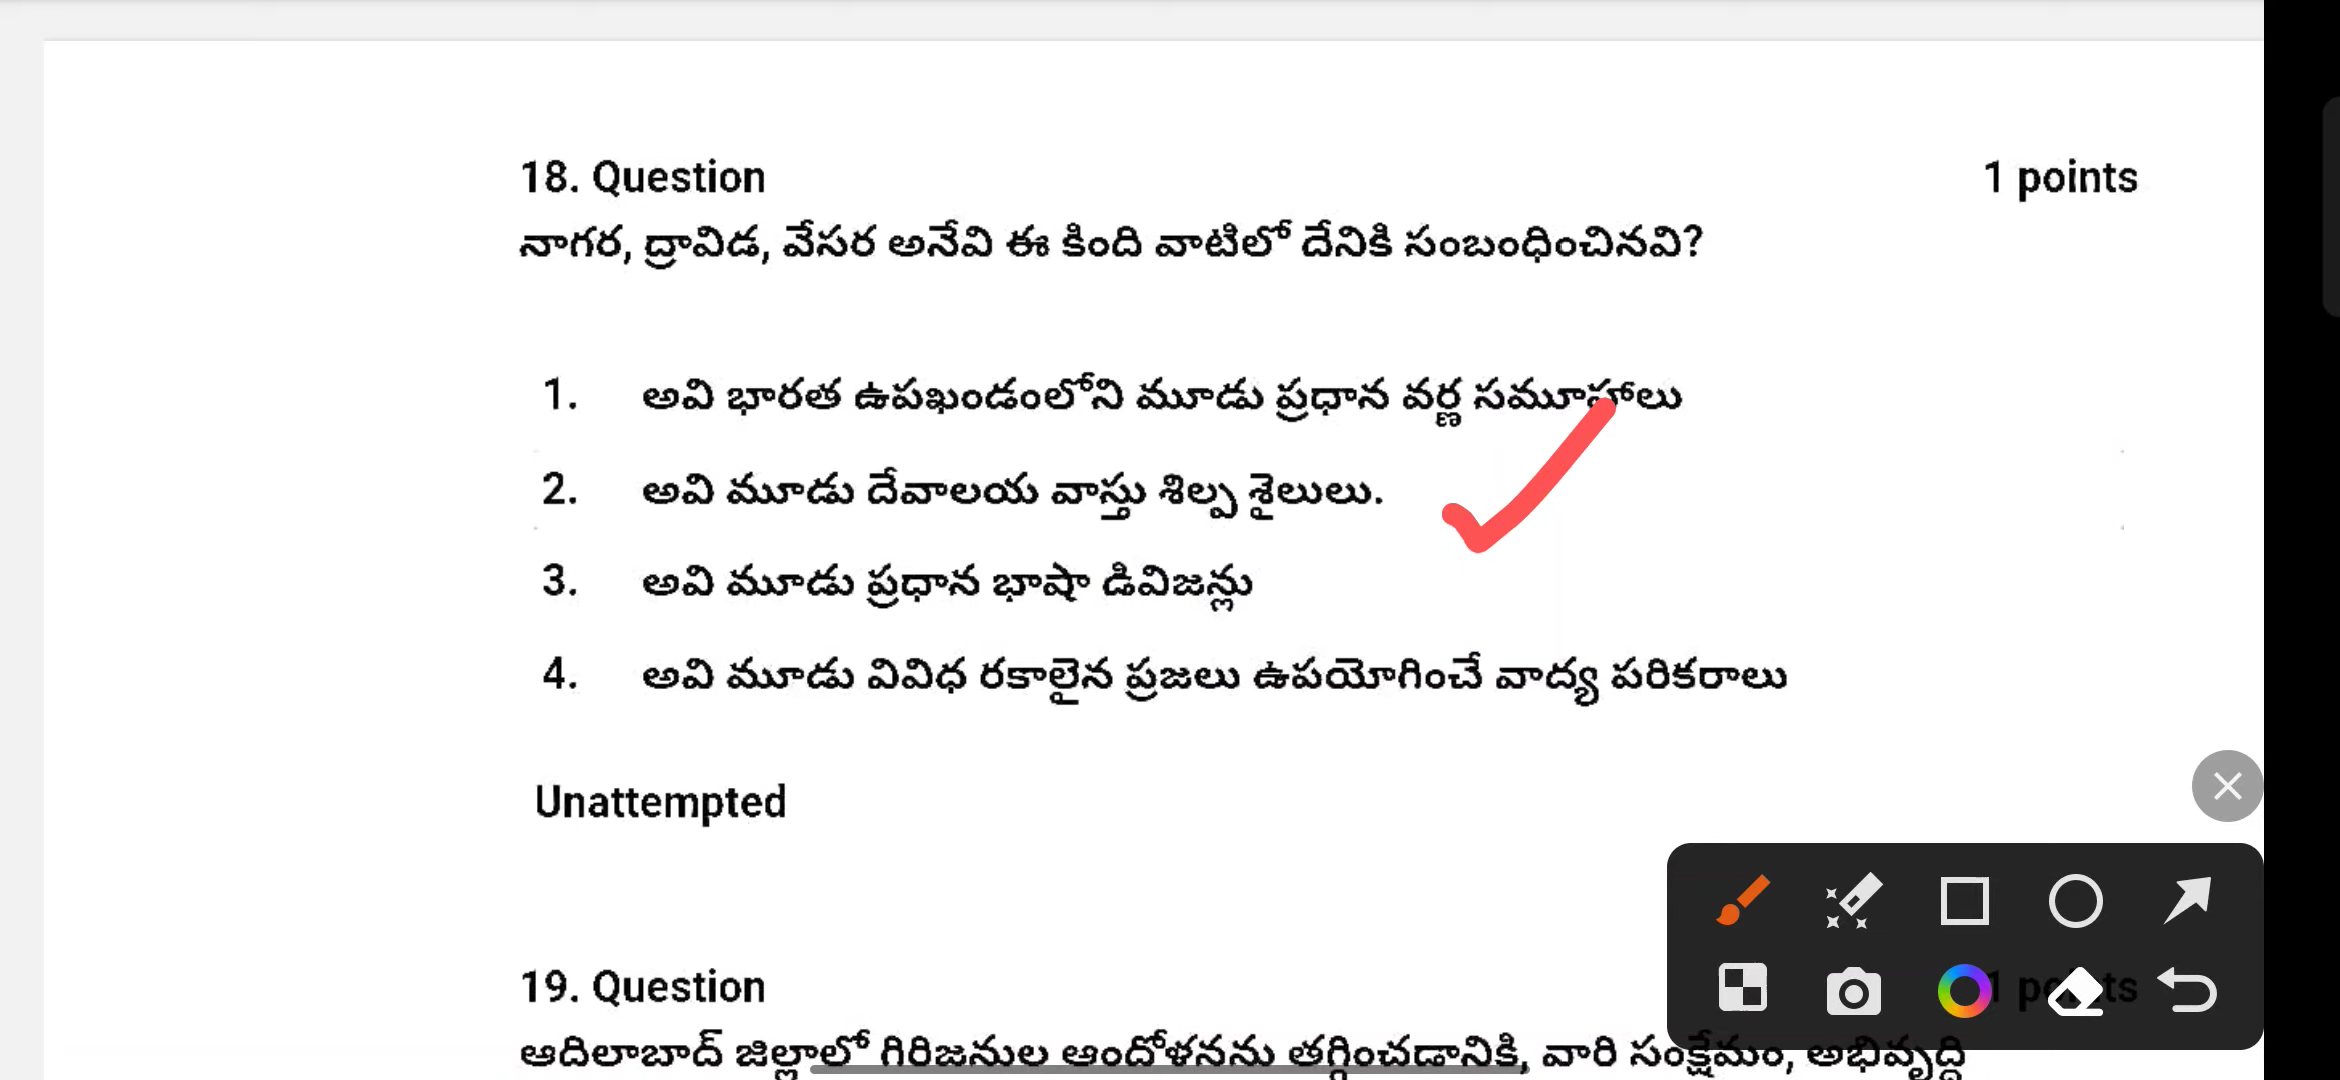 18. Question 1 points
నాగర, ద్రావిడ, వేసర అనేవి ఈ కింది వాటిలో దేనికి సంబంధించినవి?
1. అవి భారత ఉపఖండంలోని మూడు ప్రధాన వర్ణ సమూహాలు
2. అవి మూడు దేవాలయ వాస్తు శిల్ప శైలులు.
3. అవి మూడు ప్రధాన భాషా డివిజన్లు
4. అవి మూడు వివిధ రకాలైన ప్రజలు ఉపయోగించే వాద్య పరికరాలు
Unattempted
19. Question 1 points
ఆదిలాబాద్ జిల్లాలో గిరిజనుల ఆందోళనను తగ్గించడానికి, వారి సంక్షేమం, అభివృద్ధి